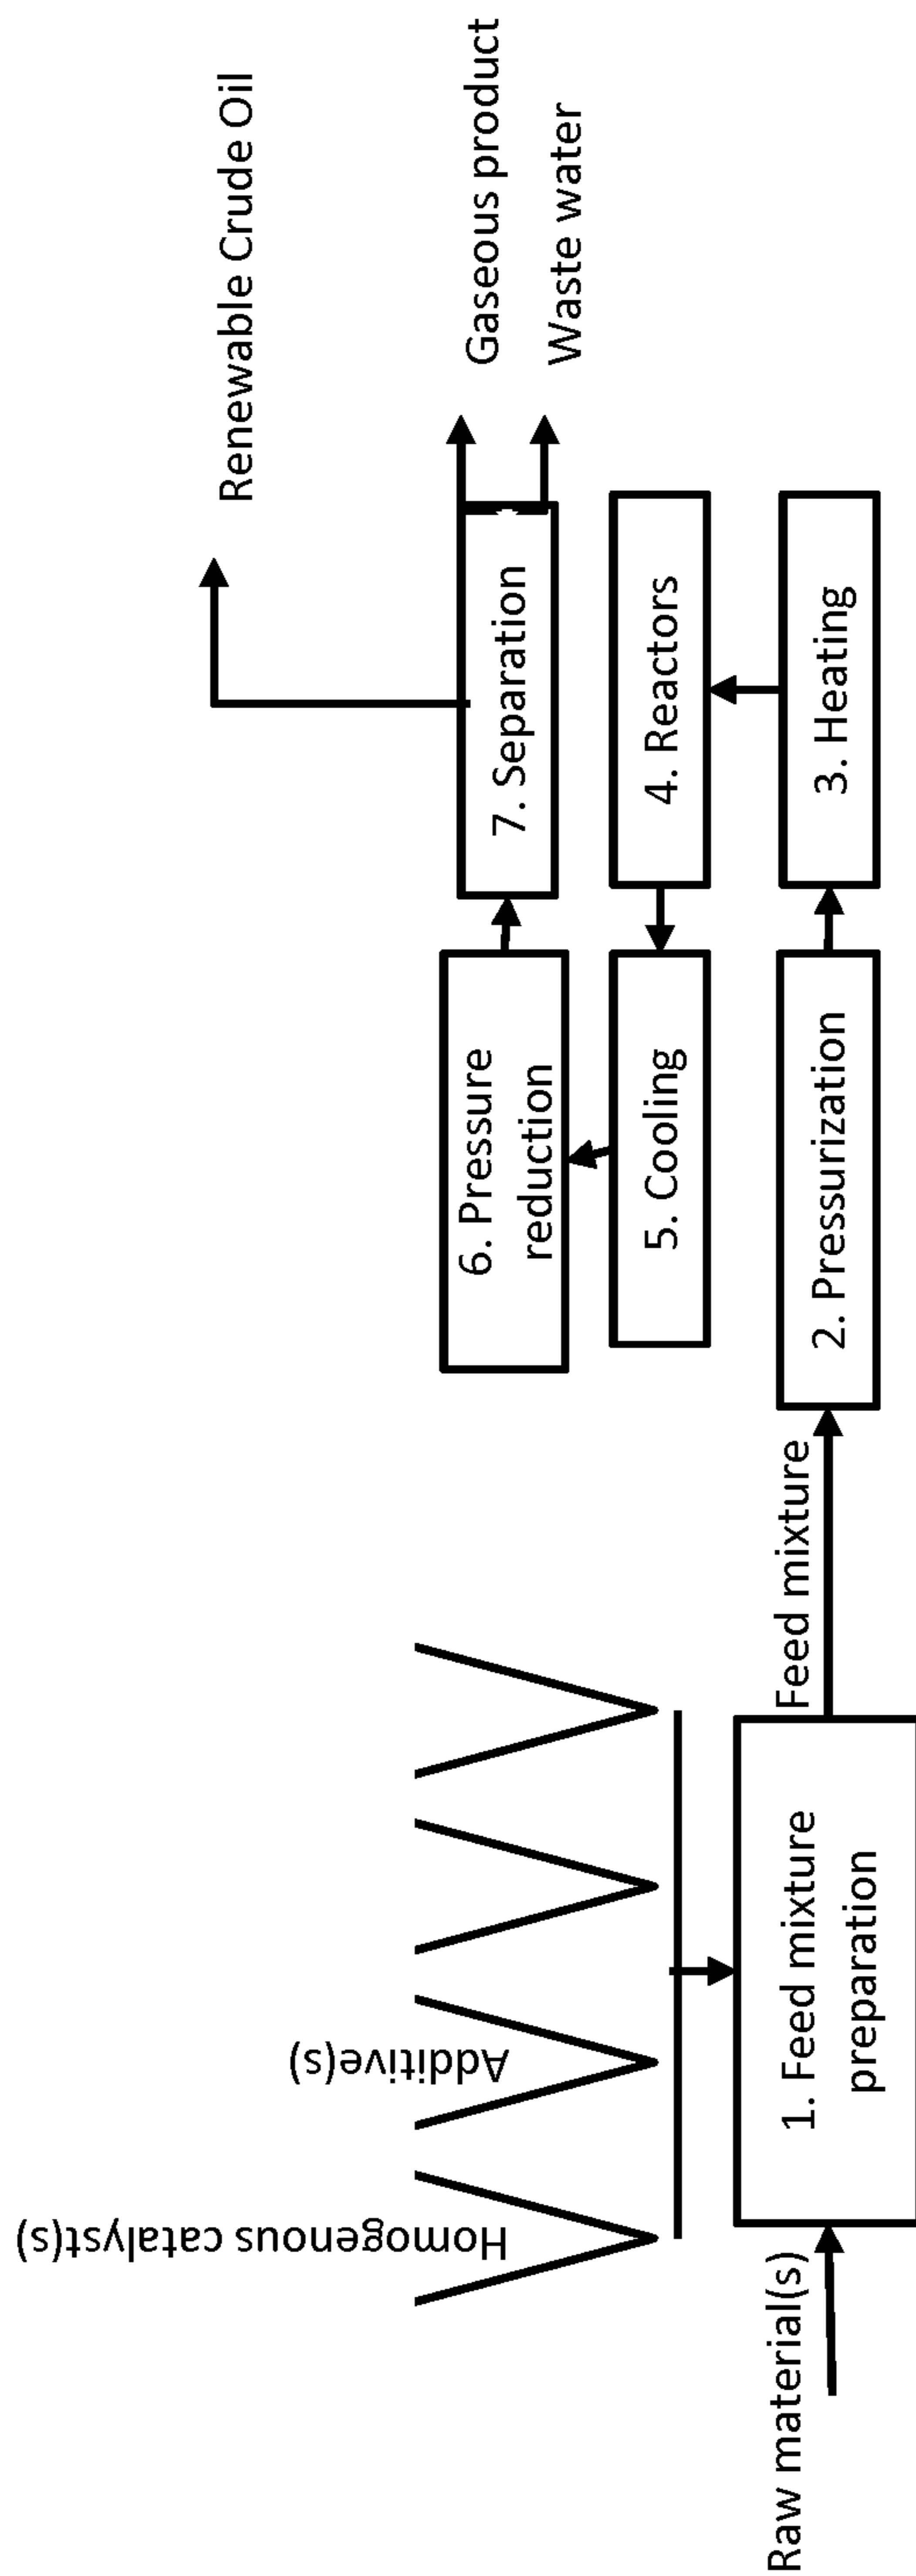 Homogenous catalyst(s)
Additive(s)
Raw material(s)
1. Feed mixture
preparation
Feed mixture
2. Pressurization
3. Heating
4. Reactors
5. Cooling
6. Pressure
reduction
7. Separation
Renewable Crude Oil
Gaseous product
Waste water